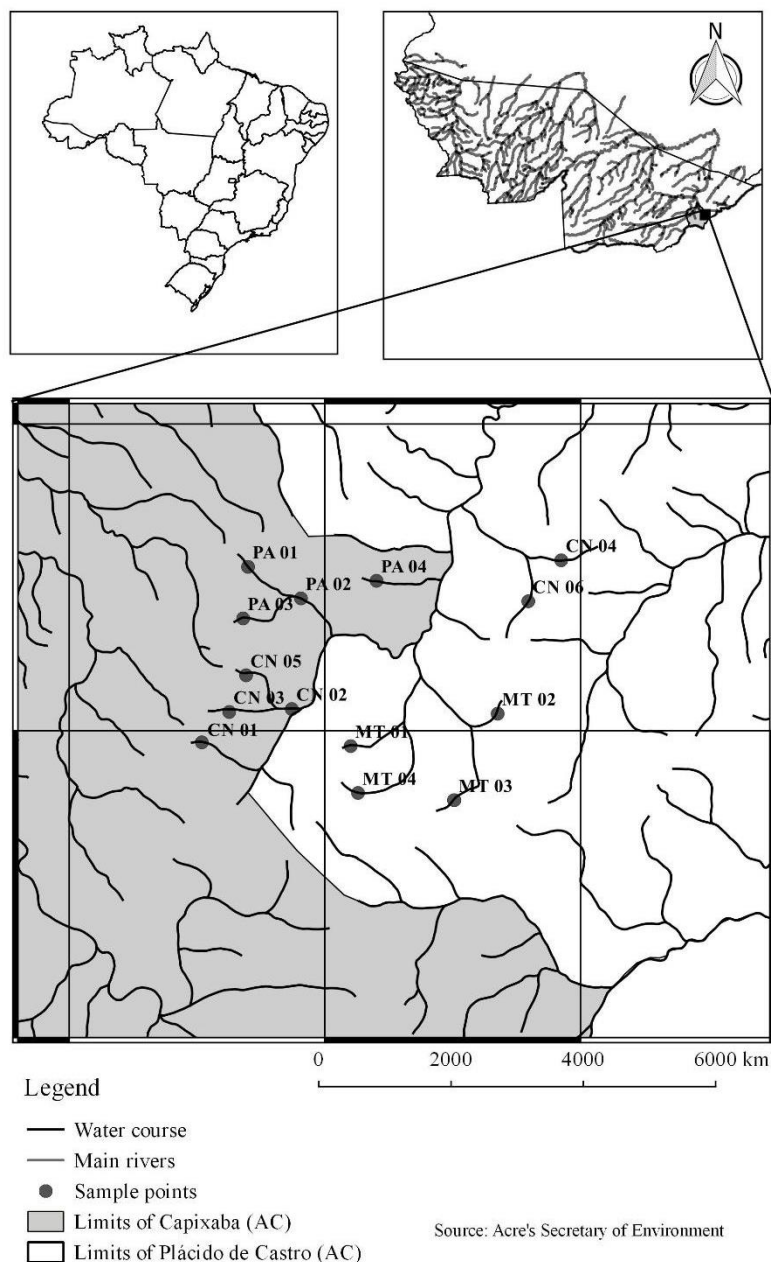 N
PA 01
PA 02
PA 03
PA 04
CN 04
CN 06
CN 05
CN 03
CN 02
CN 01
MT 01
MT 02
MT 04
MT 03
0 2000 4000 6000 km
Legend
Water course
Main rivers
Sample points
Limits of Capixaba (AC)
Limits of Plácido de Castro (AC)
Source: Acre's Secretary of Environment